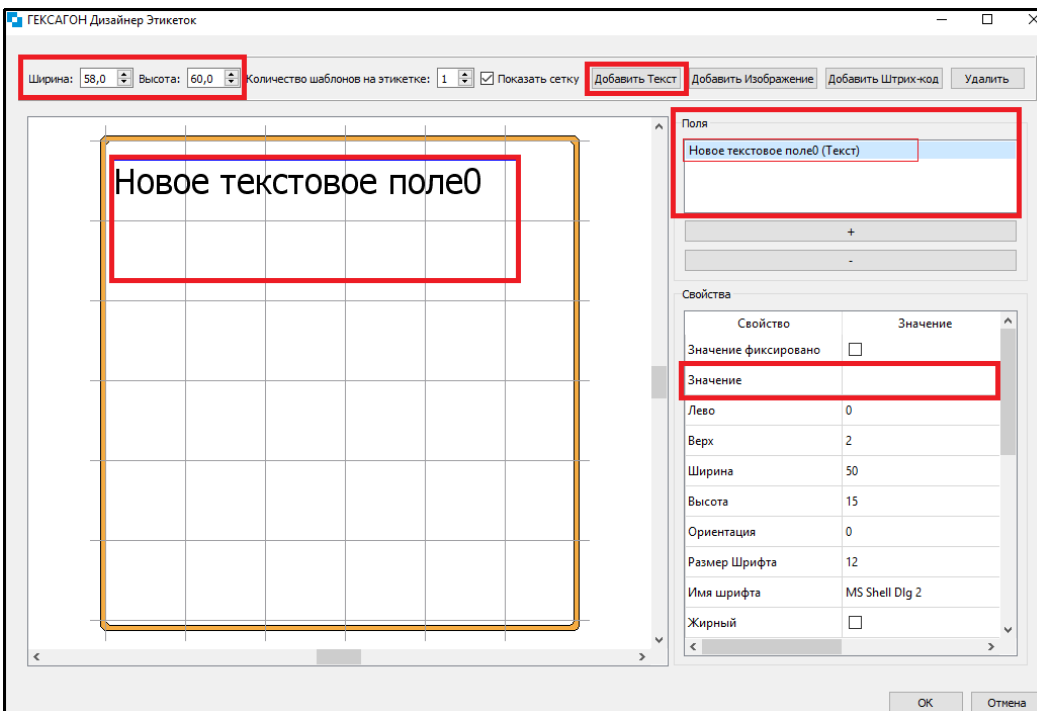 ГЕКСАГОН Дизайнер Этикеток
Ширина: 58,0 Высота: 60,0 Количество шаблонов на этикетке: 1 Показать сетку Добавить Текст Добавить Изображение Добавить Штрих-код Удалить
Новое текстовое поле0
Поля
Новое текстовое поле0 (Текст)
+
-
Свойства
Свойство Значение
Значение фиксировано
Значение
Лево 0
Верх 2
Ширина 50
Высота 15
Ориентация 0
Размер Шрифта 12
Имя шрифта MS Shell Dlg 2
Жирный
OK Отмена